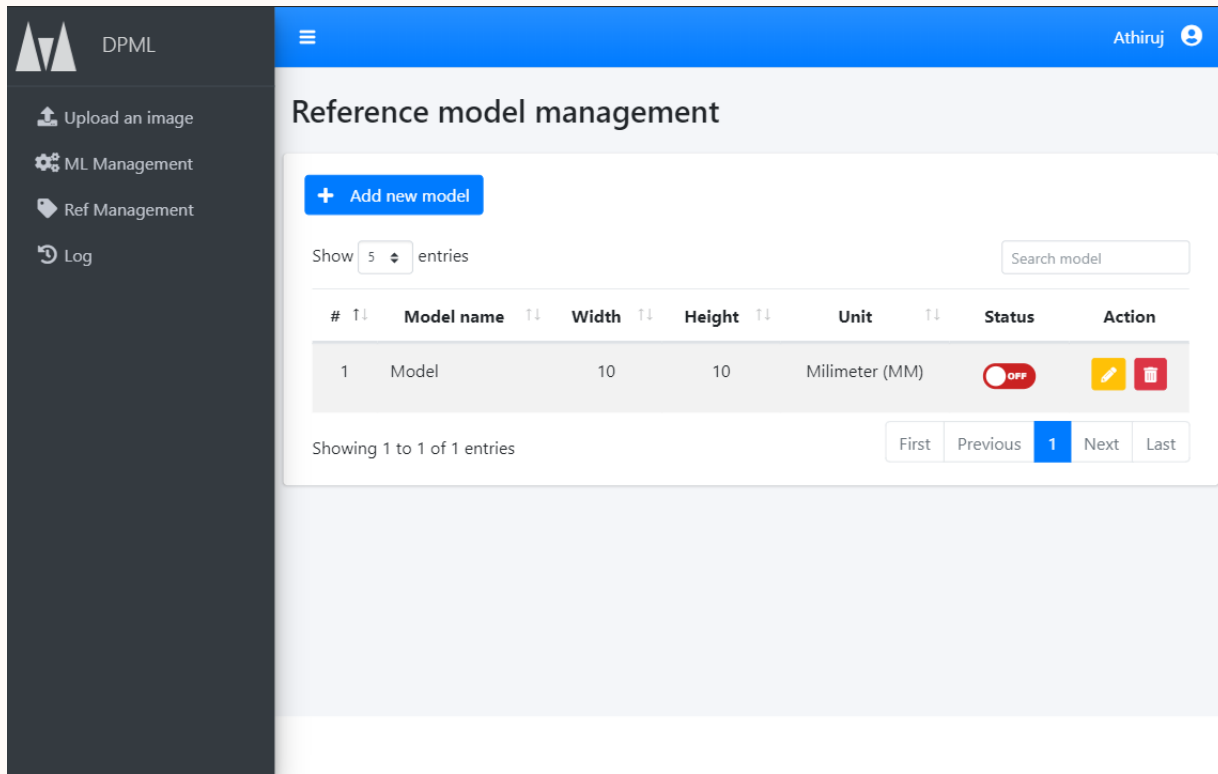 DPML
Athiruj
Upload an image
ML Management
Ref Management
Log
Reference model management
Add new model
Show 5 entries
Search model
# Model name Width Height Unit Status Action
1 Model 10 10 Milimeter (MM) OFF
Showing 1 to 1 of 1 entries
First Previous 1 Next Last